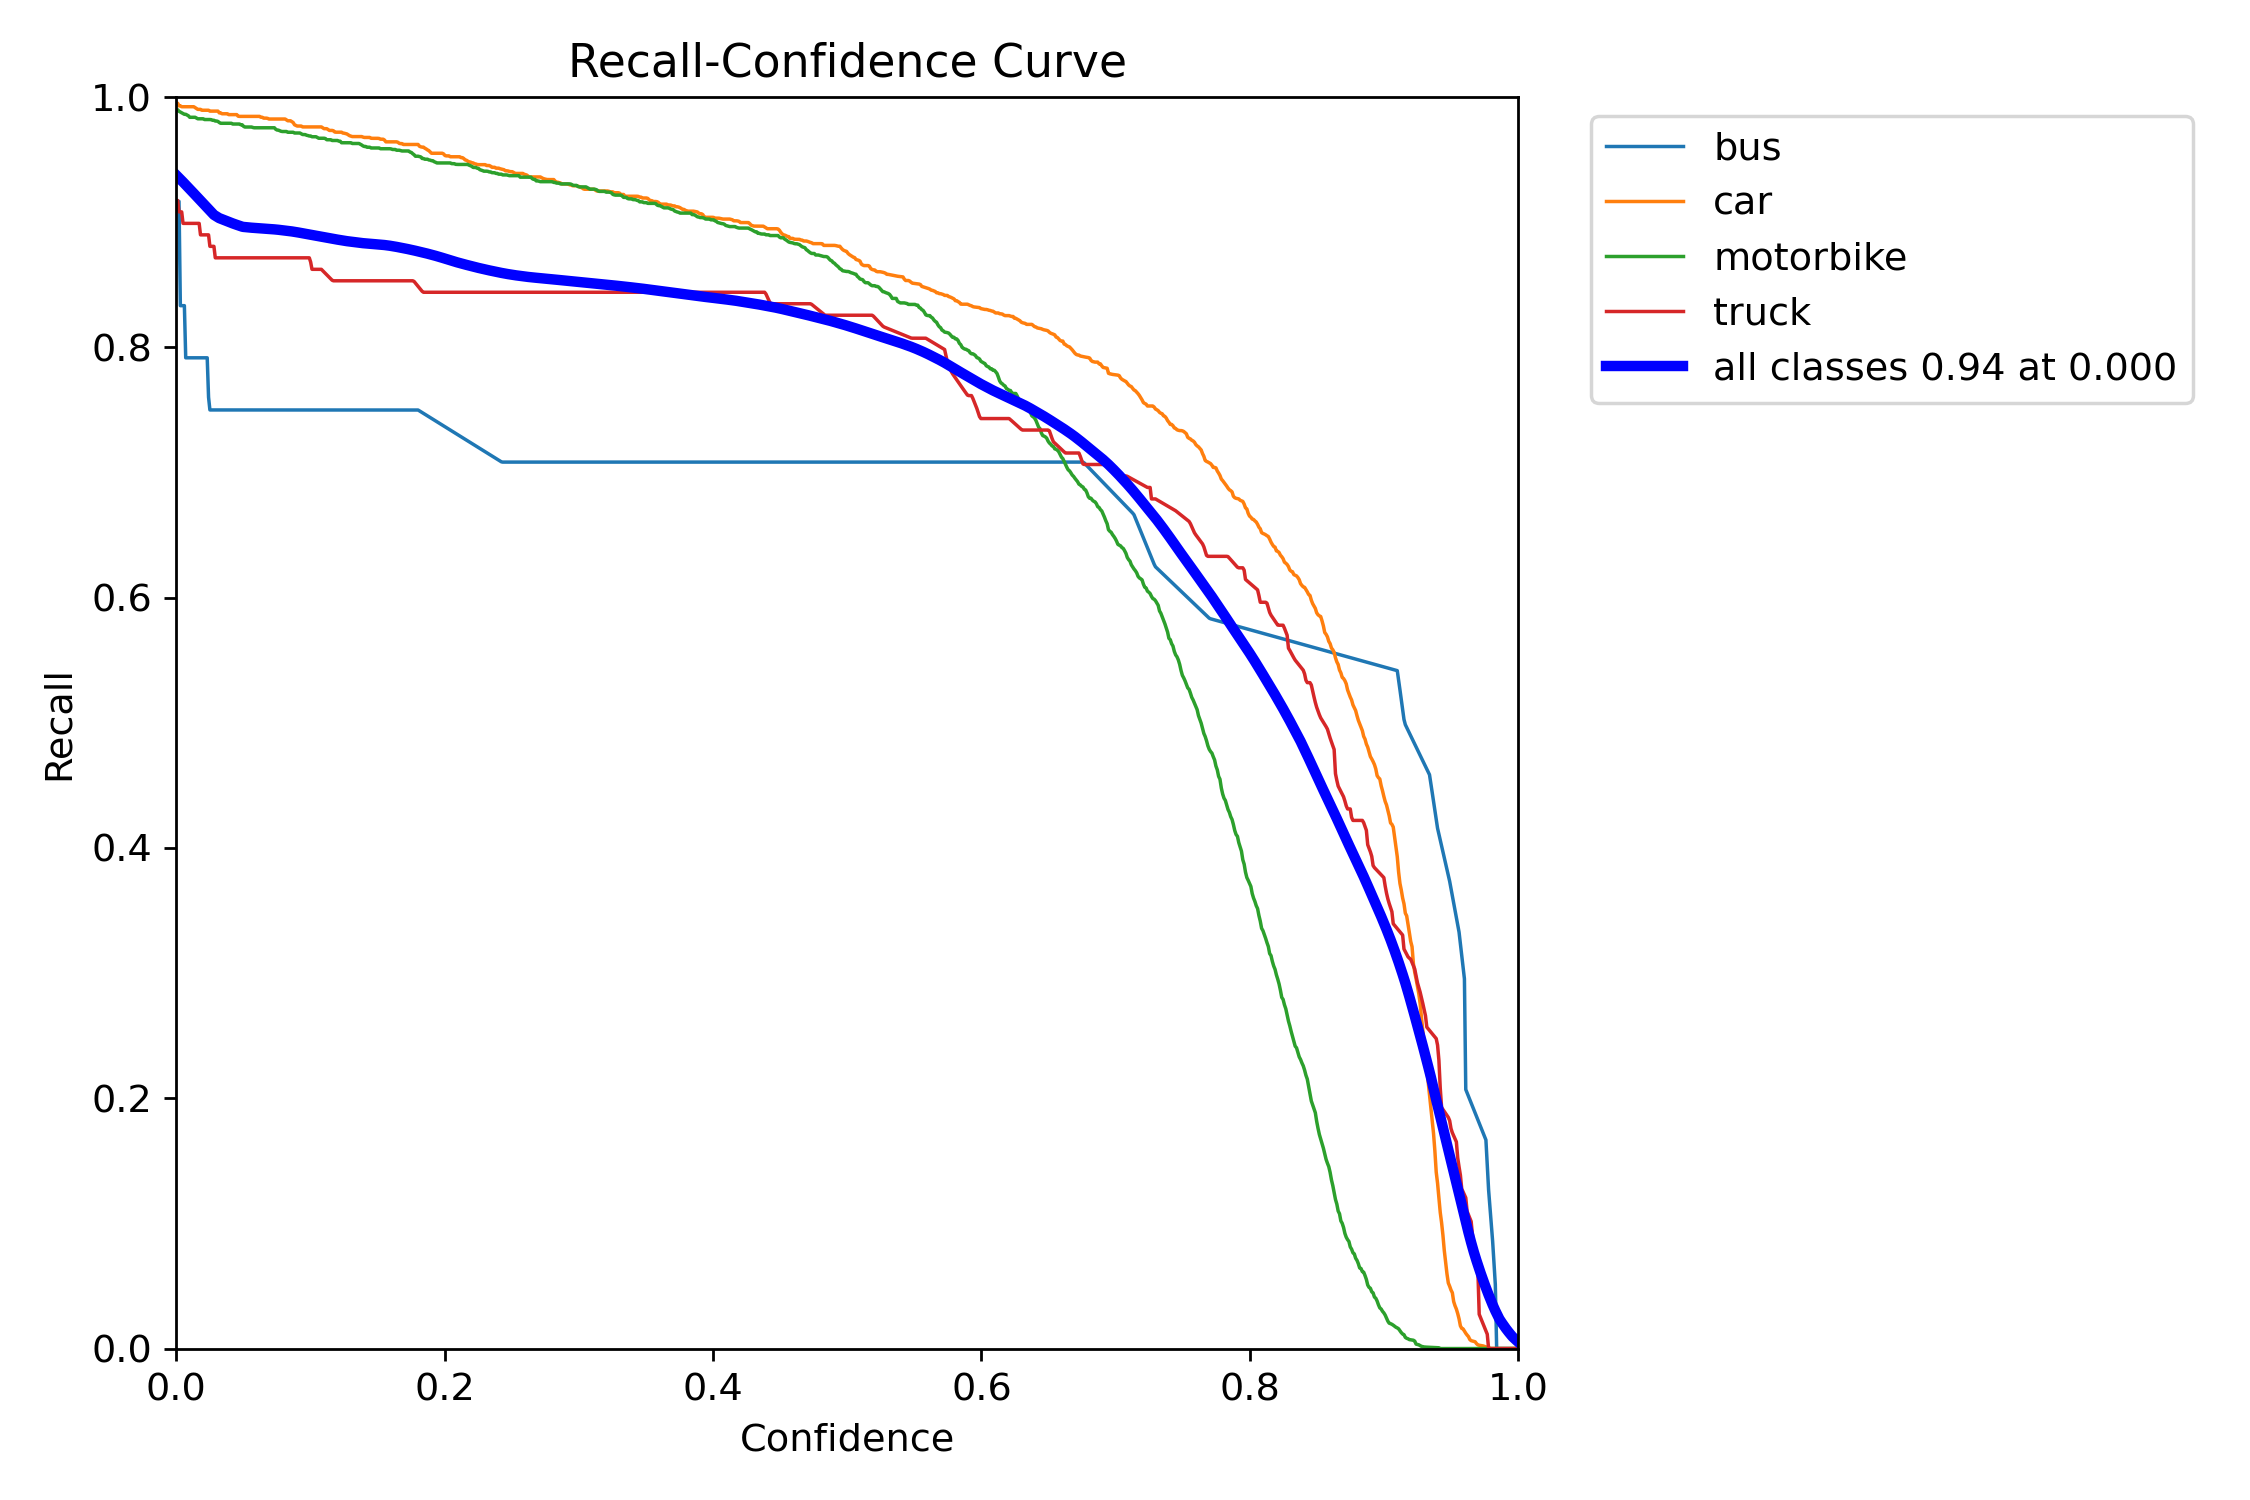 Recall-Confidence Curve
1.0
0.8
0.6
0.4
0.2
0.0
Recall
0.0 0.2 0.4 0.6 0.8 1.0
Confidence
bus
car
motorbike
truck
all classes 0.94 at 0.000